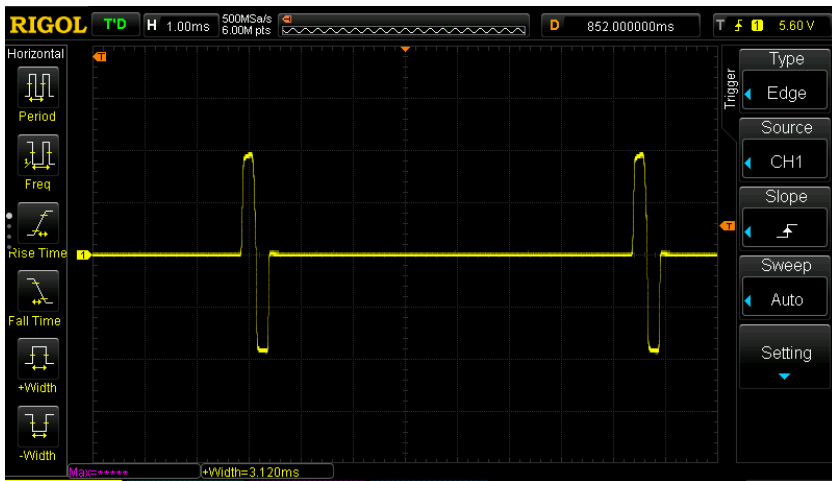 RIGOL T'D H 1.00ms 500MSa/s 6.00M pts D 852.000000ms T 1 5.60 V
Horizontal
Period
Freq
Rise Time
Fall Time
+Width
-Width
T
1
T
Trigger
Type
Edge
Source
CH1
Slope
Sweep
Auto
Setting
Max=***** +Width=3.120ms